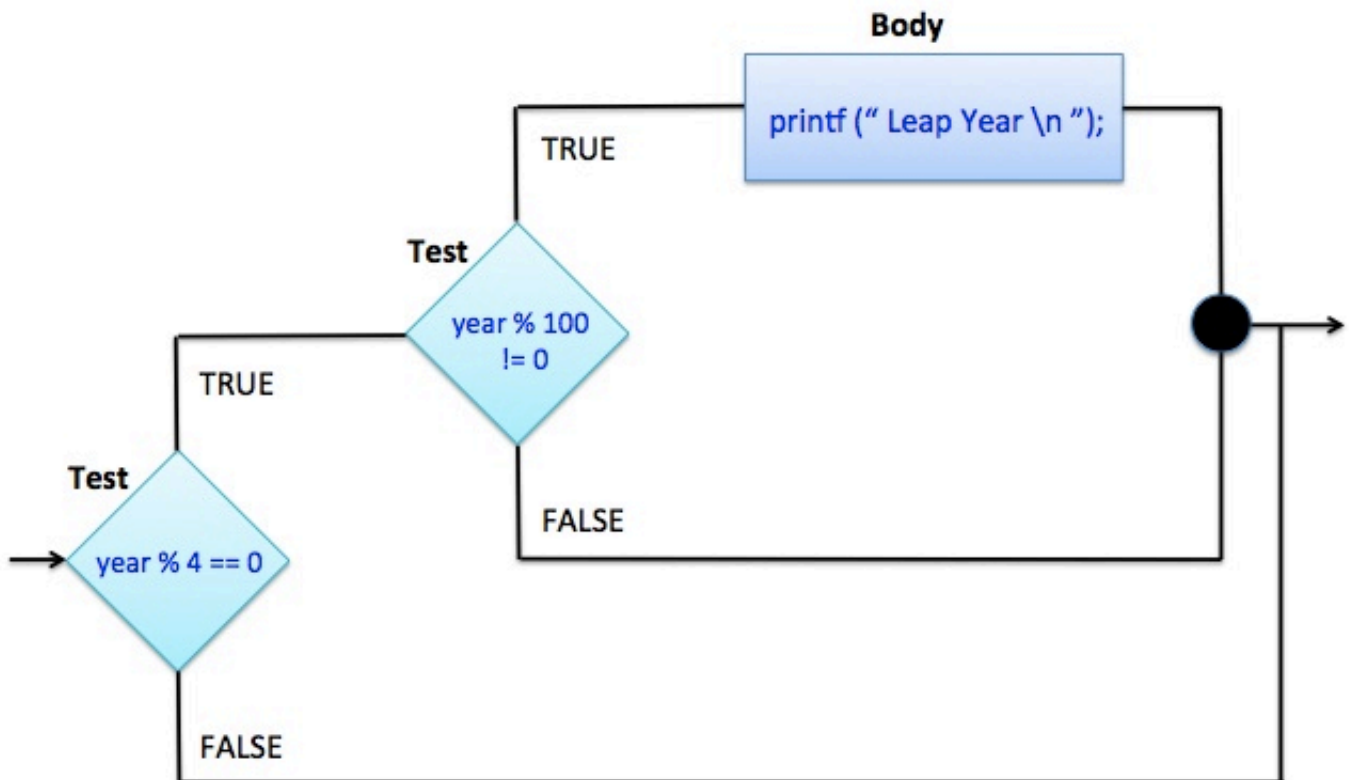 Body
printf (“ Leap Year \n ”);
TRUE
Test
year % 100
!= 0
TRUE
Test
FALSE
year % 4 == 0
FALSE